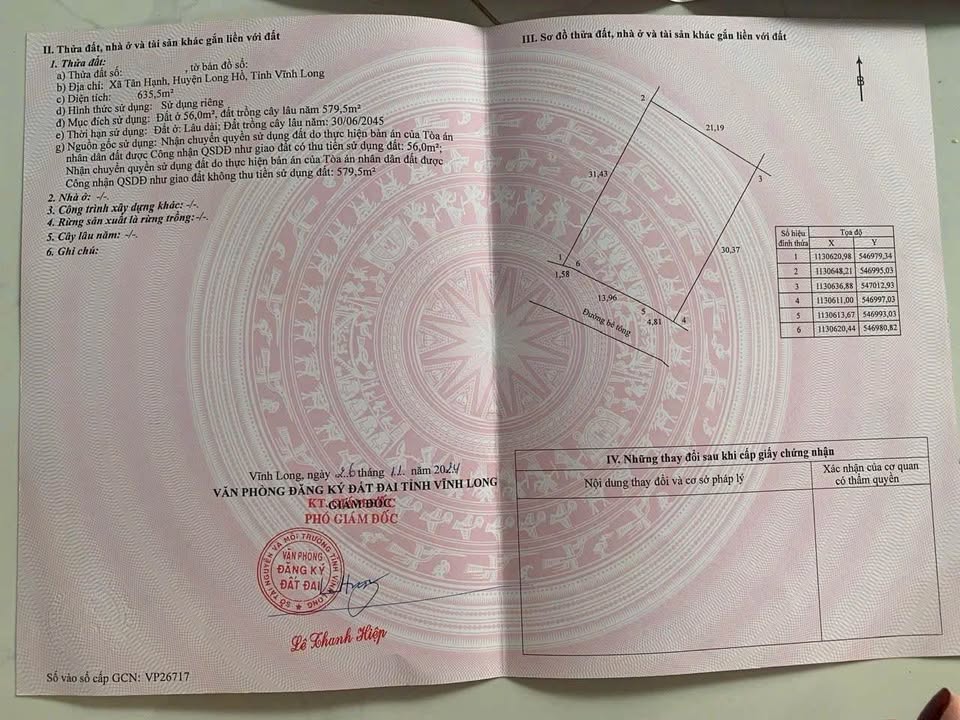 II. Thửa đất, nhà ở và tài sản khác gắn liền với đất
1. Thửa đất:
a) Thửa đất số: , tờ bản đồ số:
b) Địa chỉ: Xã Tân Hạnh, Huyện Long Hồ, Tỉnh Vĩnh Long
c) Diện tích: 635,5m²
d) Hình thức sử dụng: Sử dụng riêng
đ) Mục đích sử dụng: Đất ở 56,0m², đất trồng cây lâu năm 579,5m²
e) Thời hạn sử dụng: Đất ở: Lâu dài; Đất trồng cây lâu năm: 30/06/2045
g) Nguồn gốc sử dụng: Nhận chuyển quyền sử dụng đất do thực hiện bản án của Tòa án
nhân dân đất được Công nhận QSDĐ như giao đất có thu tiền sử dụng đất: 56,0m²;
Nhận chuyển quyền sử dụng đất do thực hiện bản án của Tòa án nhân dân đất được
Công nhận QSDĐ như giao đất không thu tiền sử dụng đất: 579,5m²
2. Nhà ở: -/-.
3. Công trình xây dựng khác: -/-.
4. Rừng sản xuất là rừng trồng: -/-.
5. Cây lâu năm: -/-.
6. Ghi chú:
Vĩnh Long, ngày 26 tháng 11 năm 2024
VĂN PHÒNG ĐĂNG KÝ ĐẤT ĐAI TỈNH VĨNH LONG
KT. GIÁM ĐỐC
PHÓ GIÁM ĐỐC
SỞ TÀI NGUYÊN VÀ MÔI TRƯỜNG TỈNH VĨNH LONG
VĂN PHÒNG
ĐĂNG KÝ
ĐẤT ĐAI
Lê Thanh Hiệp
Số vào sổ cấp GCN: VP26717
III. Sơ đồ thửa đất, nhà ở và tài sản khác gắn liền với đất
B
2
21,19
3
31,43
30,37
1
6
1,58
13,96
5
4,81
4
Đường bê tông
Số hiệu đỉnh thửa Tọa độ
X Y
1 1130620,98 546979,34
2 1130648,21 546995,03
3 1130636,88 547012,93
4 1130611,00 546997,03
5 1130613,67 546993,03
6 1130620,44 546980,82
IV. Những thay đổi sau khi cấp giấy chứng nhận
Nội dung thay đổi và cơ sở pháp lý
Xác nhận của cơ quan
có thẩm quyền